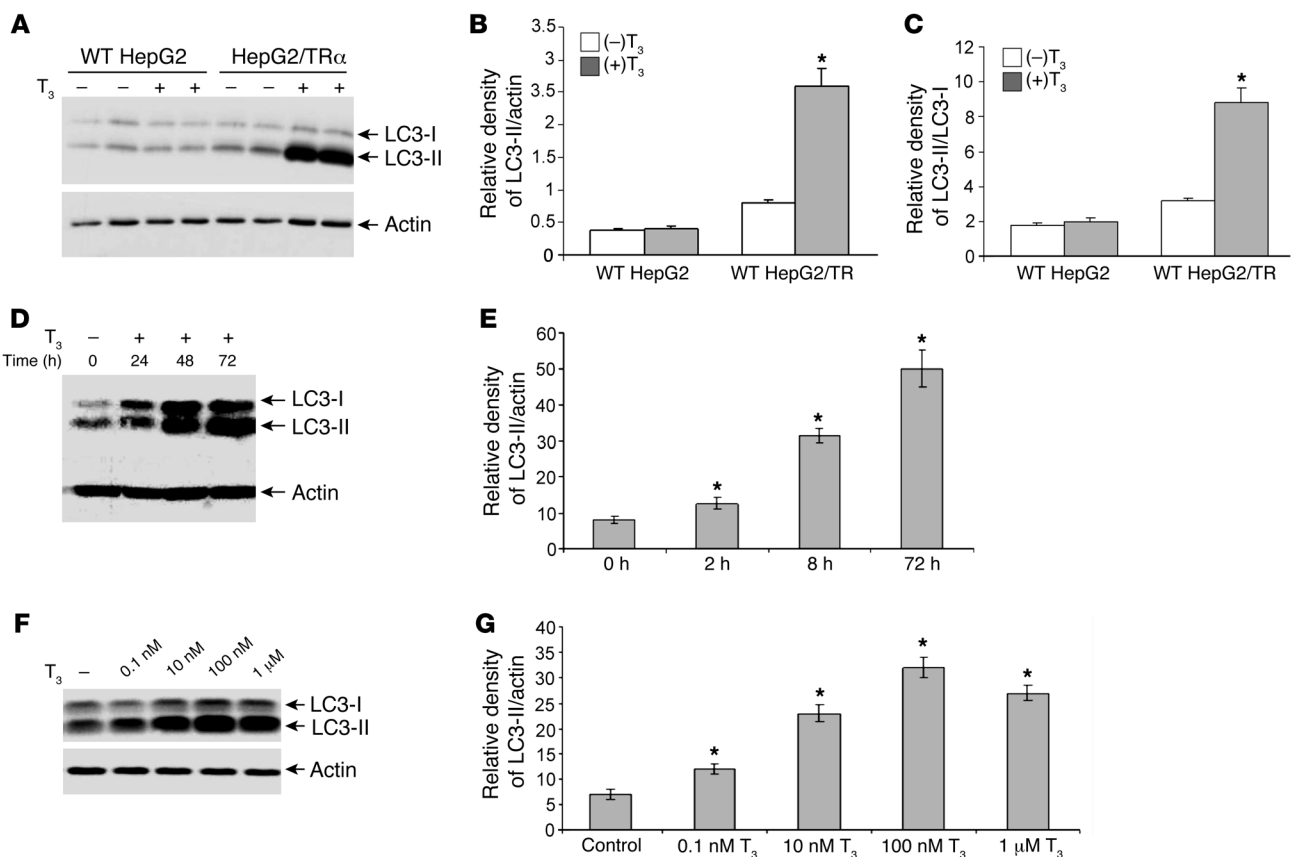 A
WT HepG2 HepG2/TRα
T3 − − + + − − + +
LC3-I
LC3-II
Actin
B
Relative density
of LC3-II/actin
(−)T3
(+)T3
3.5
3
3.5
2
1.5
1
0.5
0
*
WT HepG2 WT HepG2/TR
C
Relative density
of LC3-II/LC3-I
(−)T3
(+)T3
12
10
8
6
4
2
0
*
WT HepG2 WT HepG2/TR
D
T3 − + + +
Time (h) 0 24 48 72
LC3-I
LC3-II
Actin
E
Relative density
of LC3-II/actin
60
50
40
30
20
10
0
* * *
0 h 2 h 8 h 72 h
F
T3 − 0.1 nM 10 nM 100 nM 1 μM
LC3-I
LC3-II
Actin
G
Relative density
of LC3-II/actin
40
35
30
25
20
15
10
5
0
* * * *
Control 0.1 nM T3 10 nM T3 100 nM T3 1 μM T3